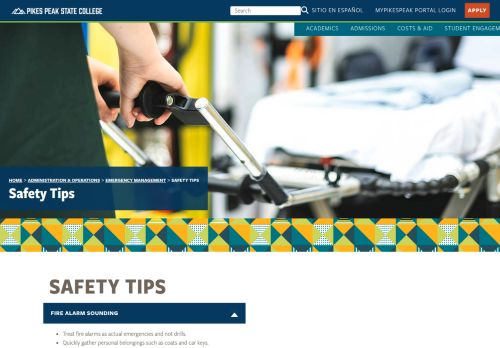 PIKES PEAK STATE COLLEGE
Search
SITIO EN ESPAÑOL
MYPIKESPEAK PORTAL LOGIN
APPLY
ACADEMICS
ADMISSIONS
COSTS & AID
STUDENT ENGAGEM
HOME > ADMINISTRATION & OPERATIONS > EMERGENCY MANAGEMENT > SAFETY TIPS
Safety Tips
SAFETY TIPS
FIRE ALARM SOUNDING
• Treat fire alarms as actual emergencies and not drills.
• Quickly gather personal belongings such as coats and car keys.